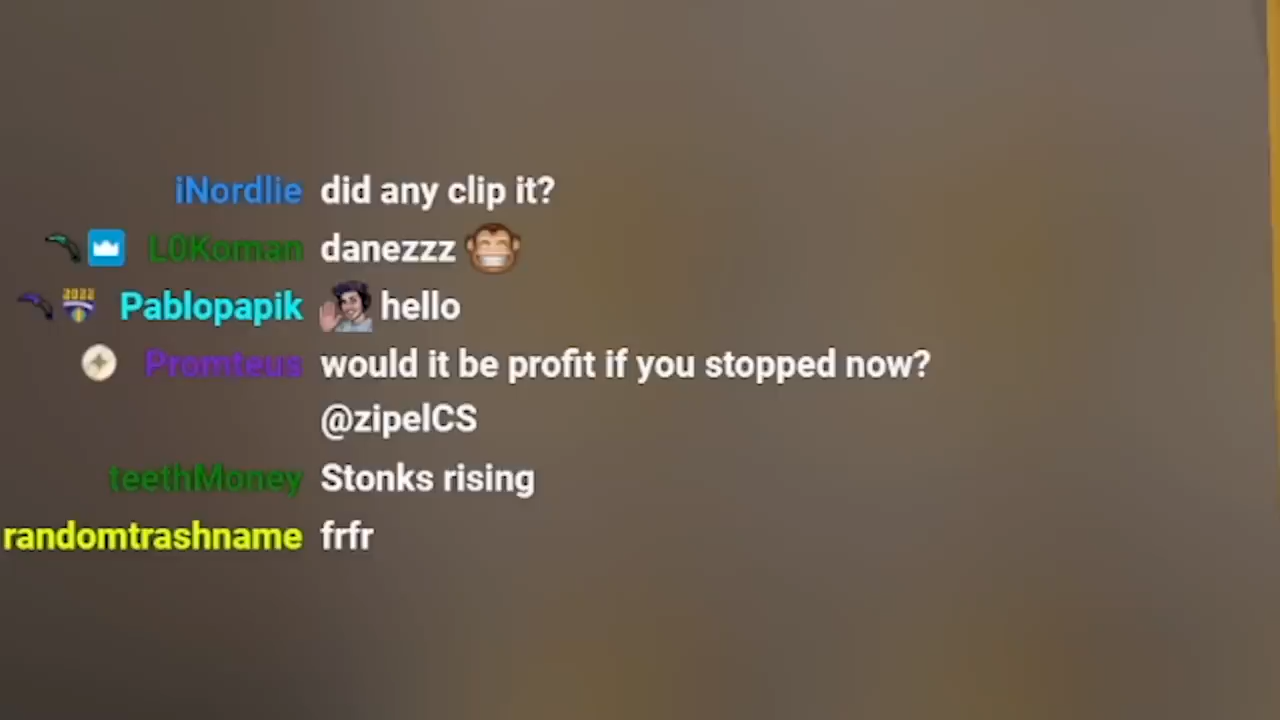 iNordlie did any clip it?
L0Koman danezzz
2022
Pablopapik hello
Promteus would it be profit if you stopped now?
@zipelCS
teethMoney Stonks rising
randomtrashname frfr